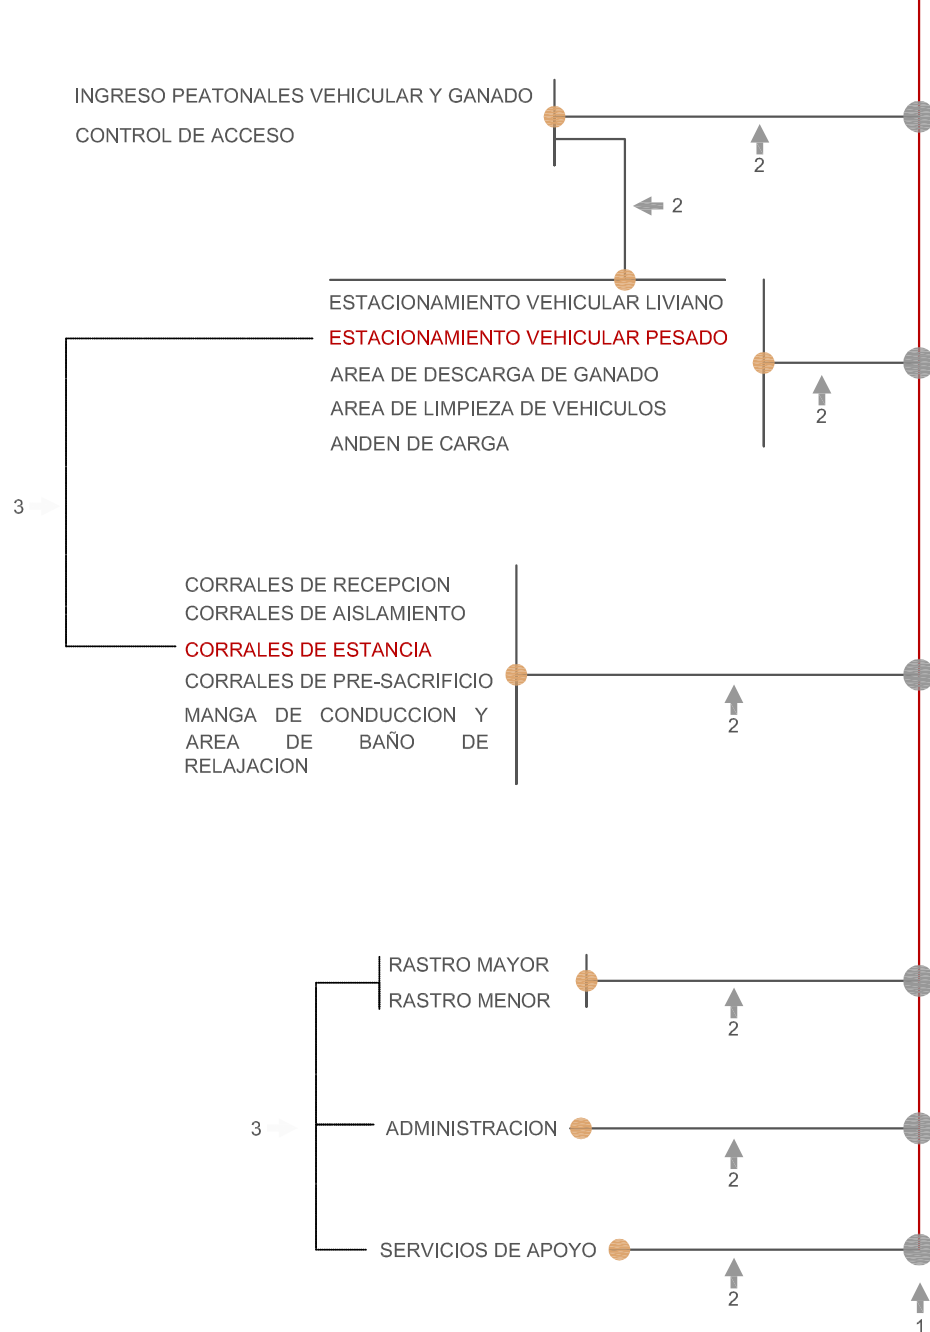 INGRESO PEATONALES VEHICULAR Y GANADO
CONTROL DE ACCESO
2
2
ESTACIONAMIENTO VEHICULAR LIVIANO
ESTACIONAMIENTO VEHICULAR PESADO
AREA DE DESCARGA DE GANADO
AREA DE LIMPIEZA DE VEHICULOS
2
ANDEN DE CARGA
3
CORRALES DE RECEPCION
CORRALES DE AISLAMIENTO
CORRALES DE ESTANCIA
CORRALES DE PRE-SACRIFICIO
MANGA DE CONDUCCION Y
2
AREA DE BAÑO DE
RELAJACION
RASTRO MAYOR
RASTRO MENOR
2
3
ADMINISTRACION
2
SERVICIOS DE APOYO
2
1